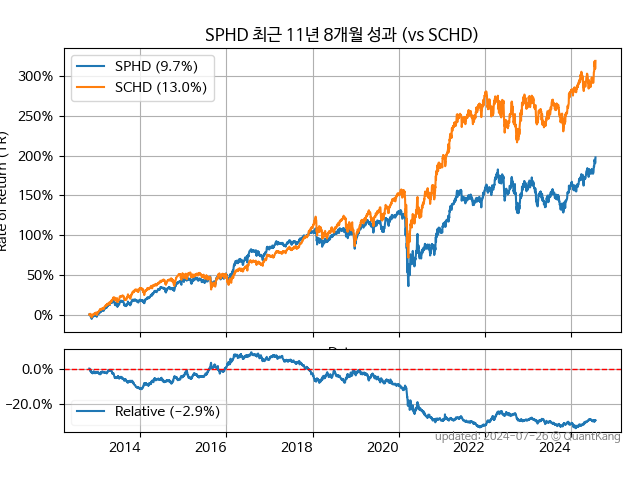 SPHD 최근 11년 8개월 성과 (vs SCHD)
SPHD (9.7%)
SCHD (13.0%)
300%
250%
200%
150%
100%
50%
0%
Rate of Return (TR)
0.0%
−20.0%
Relative (−2.9%)
2014 2016 2018 2020 2022 2024
updated: 2024-07-26 © QuantKang